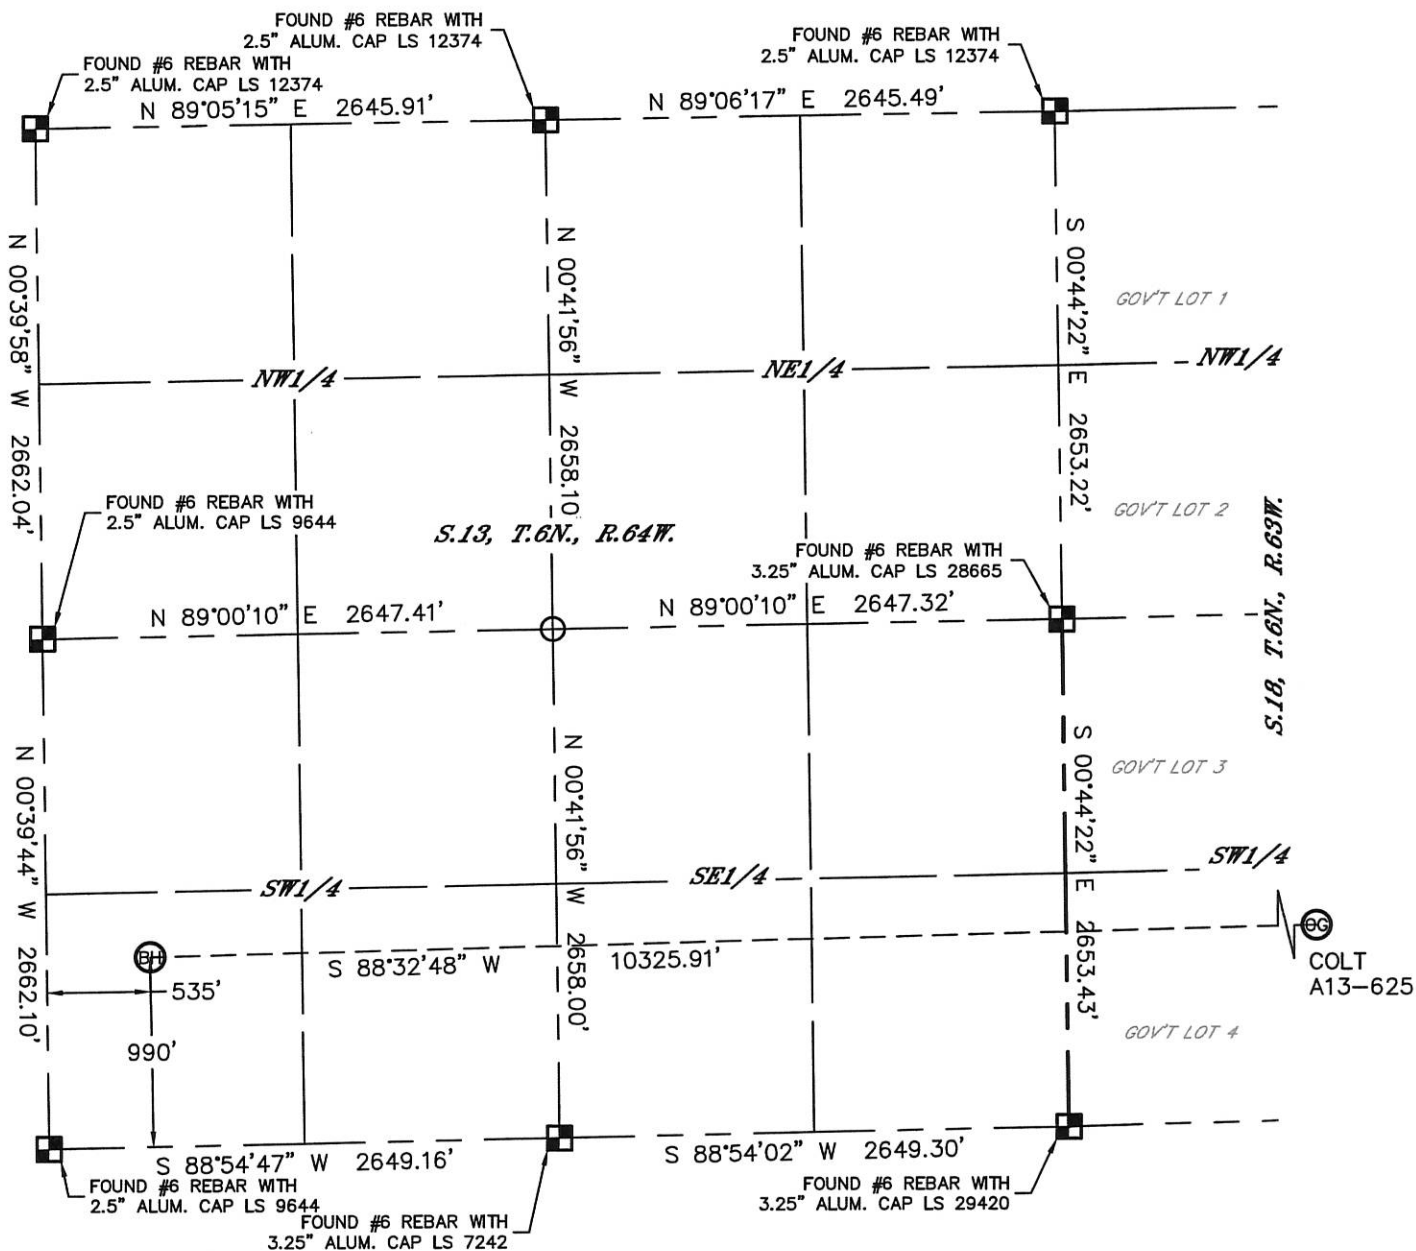 FOUND #6 REBAR WITH
2.5" ALUM. CAP LS 12374
FOUND #6 REBAR WITH
2.5" ALUM. CAP LS 12374
FOUND #6 REBAR WITH
2.5" ALUM. CAP LS 12374
N 89°05'15" E 2645.91'
N 89°06'17" E 2645.49'
N 00°39'58" W 2662.04'
N 00°41'56" W 2658.10'
S 00°44'22" E 2653.22'
GOV'T LOT 1
NW1/4
NE1/4
NW1/4
FOUND #6 REBAR WITH
2.5" ALUM. CAP LS 9644
GOV'T LOT 2
S.13, T.6N., R.64W.
S.18, T.6N., R.63W.
FOUND #6 REBAR WITH
3.25" ALUM. CAP LS 28665
N 89°00'10" E 2647.41'
N 89°00'10" E 2647.32'
N 00°39'44" W 2662.10'
N 00°41'56" W 2658.00'
S 00°44'22" E 2653.43'
GOV'T LOT 3
SW1/4
SE1/4
SW1/4
BH
OG
S 88°32'48" W 10325.91'
COLT
A13-625
535'
990'
GOV'T LOT 4
S 88°54'47" W 2649.16'
S 88°54'02" W 2649.30'
FOUND #6 REBAR WITH
2.5" ALUM. CAP LS 9644
FOUND #6 REBAR WITH
3.25" ALUM. CAP LS 7242
FOUND #6 REBAR WITH
3.25" ALUM. CAP LS 29420